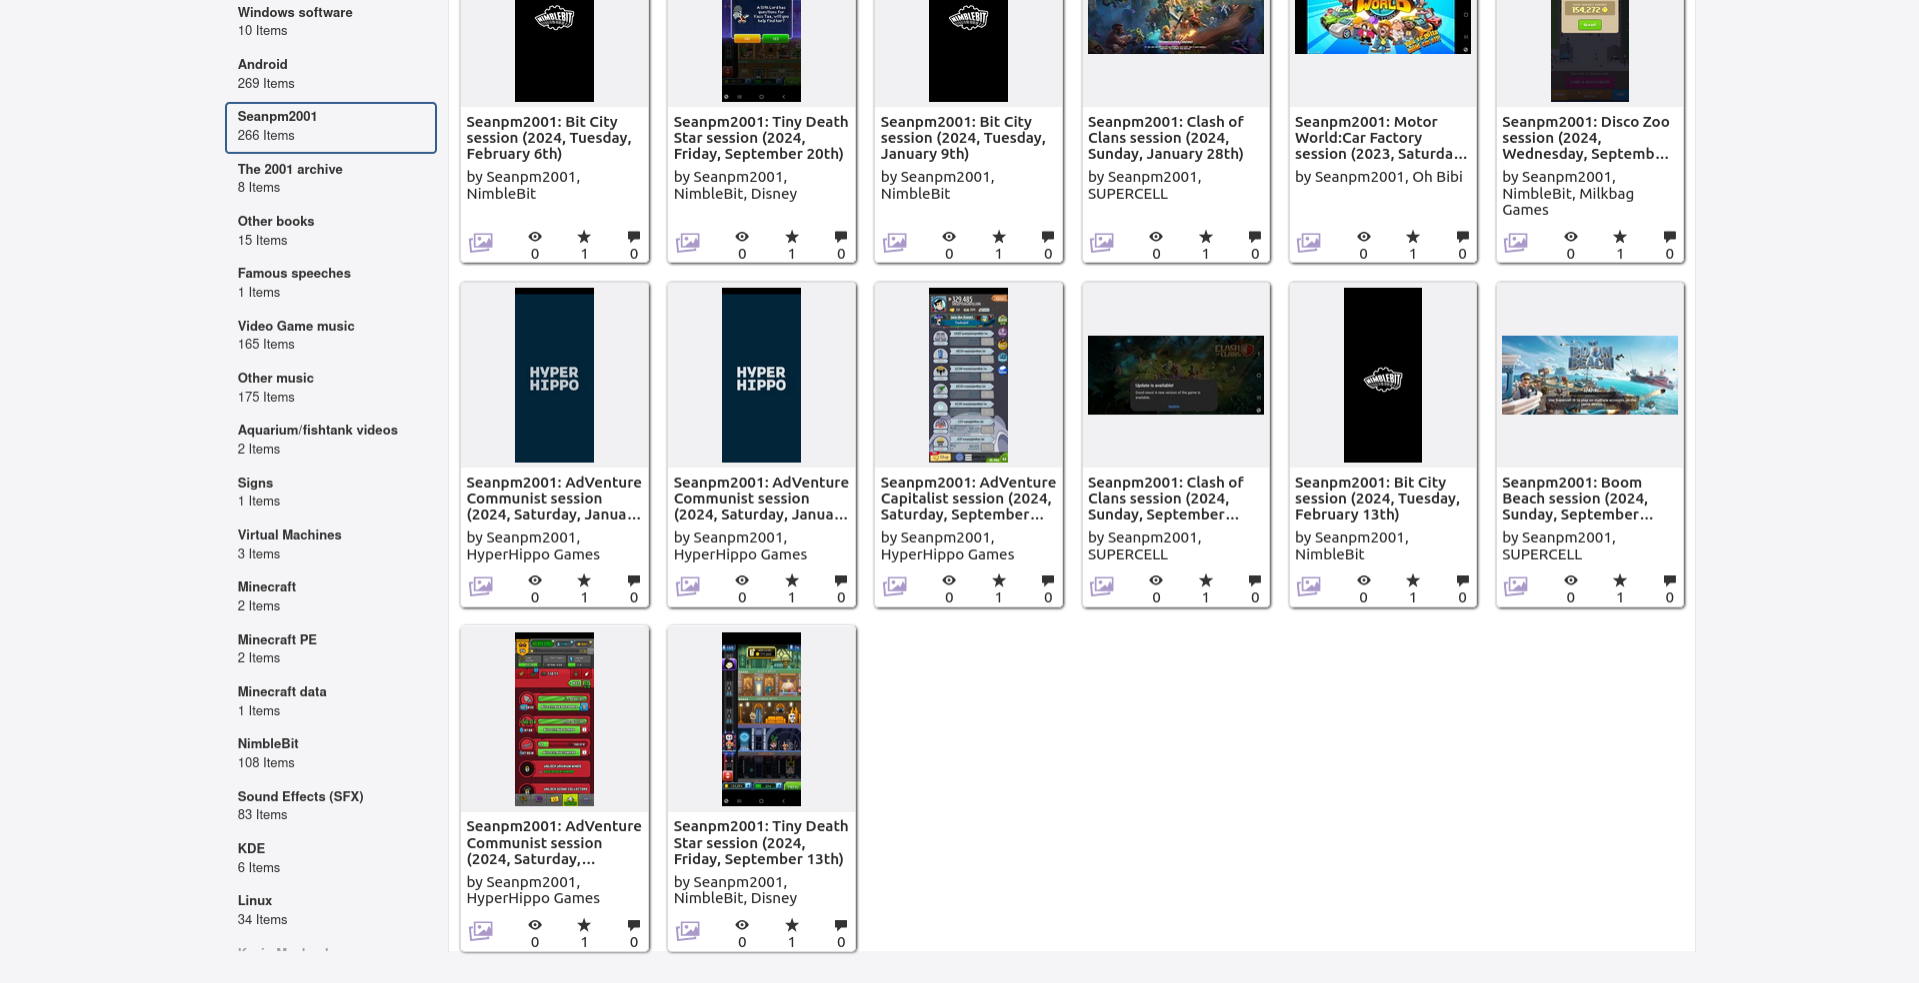 Windows software
10 Items
Android
269 Items
Seanpm2001
266 Items
The 2001 archive
8 Items
Other books
15 Items
Famous speeches
1 Items
Video Game music
165 Items
Other music
175 Items
Aquarium/fishtank videos
2 Items
Signs
1 Items
Virtual Machines
3 Items
Minecraft
2 Items
Minecraft PE
2 Items
Minecraft data
1 Items
NimbleBit
108 Items
Sound Effects (SFX)
83 Items
KDE
6 Items
Linux
34 Items
NIMBLEBIT
Seanpm2001: Bit City
session (2024, Tuesday,
February 6th)
by Seanpm2001,
NimbleBit
0 1 0
Seanpm2001: Tiny Death
Star session (2024,
Friday, September 20th)
by Seanpm2001,
NimbleBit, Disney
0 1 0
NIMBLEBIT
Seanpm2001: Bit City
session (2024, Tuesday,
January 9th)
by Seanpm2001,
NimbleBit
0 1 0
Seanpm2001: Clash of
Clans session (2024,
Sunday, January 28th)
by Seanpm2001,
SUPERCELL
0 1 0
WORLD
Seanpm2001: Motor
World:Car Factory
session (2023, Saturda...
by Seanpm2001, Oh Bibi
0 1 0
154,272
Seanpm2001: Disco Zoo
session (2024,
Wednesday, Septemb...
by Seanpm2001,
NimbleBit, Milkbag
Games
0 1 0
HYPER
HIPPO
Seanpm2001: AdVenture
Communist session
(2024, Saturday, Janua...
by Seanpm2001,
HyperHippo Games
0 1 0
HYPER
HIPPO
Seanpm2001: AdVenture
Communist session
(2024, Saturday, Janua...
by Seanpm2001,
HyperHippo Games
0 1 0
329.485
Seanpm2001: AdVenture
Capitalist session (2024,
Saturday, September...
by Seanpm2001,
HyperHippo Games
0 1 0
CLASH
Update is available!
Seanpm2001: Clash of
Clans session (2024,
Sunday, September...
by Seanpm2001,
SUPERCELL
0 1 0
NIMBLEBIT
Seanpm2001: Bit City
session (2024, Tuesday,
February 13th)
by Seanpm2001,
NimbleBit
0 1 0
BOOM
BEACH
Seanpm2001: Boom
Beach session (2024,
Sunday, September...
by Seanpm2001,
SUPERCELL
0 1 0
Seanpm2001: AdVenture
Communist session
(2024, Saturday,...
by Seanpm2001,
HyperHippo Games
0 1 0
Seanpm2001: Tiny Death
Star session (2024,
Friday, September 13th)
by Seanpm2001,
NimbleBit, Disney
0 1 0